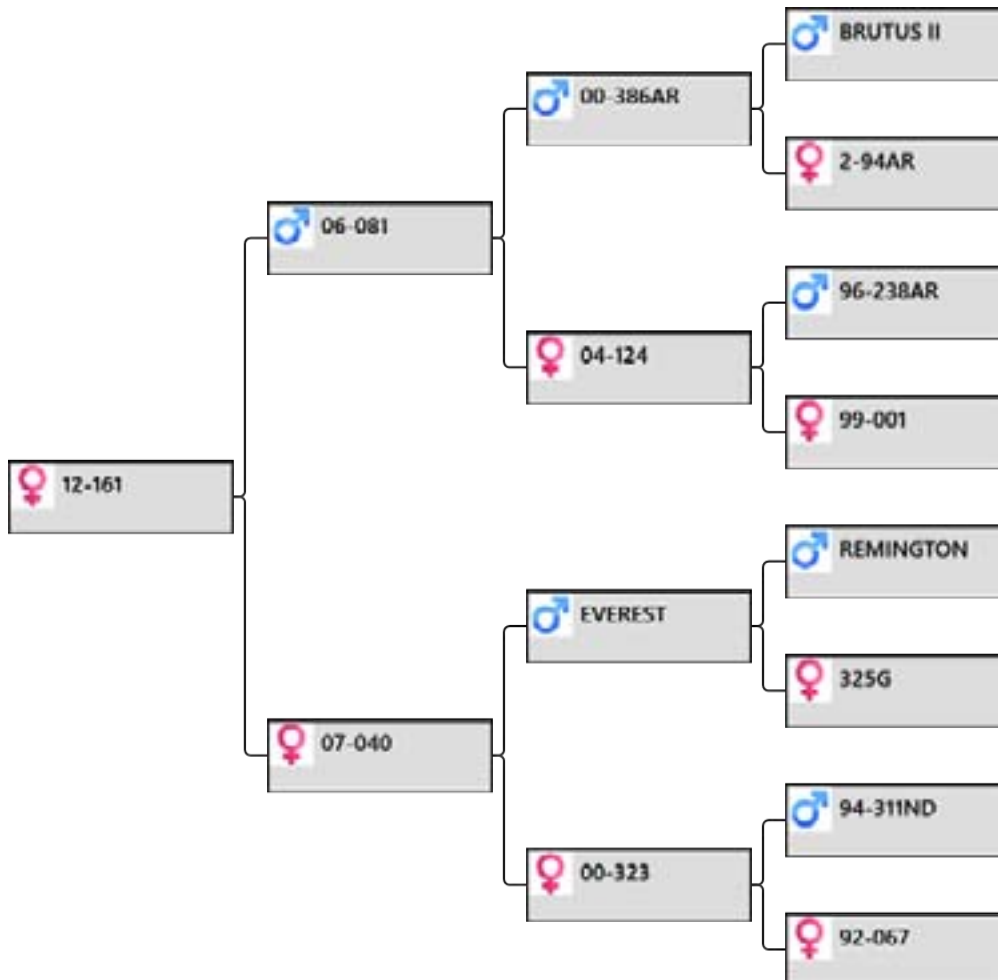 BRUTUS II
00-386AR
2-94AR
06-081
96-238AR
04-124
99-001
12-161
REMINGTON
EVEREST
325G
07-040
94-311ND
00-323
92-067